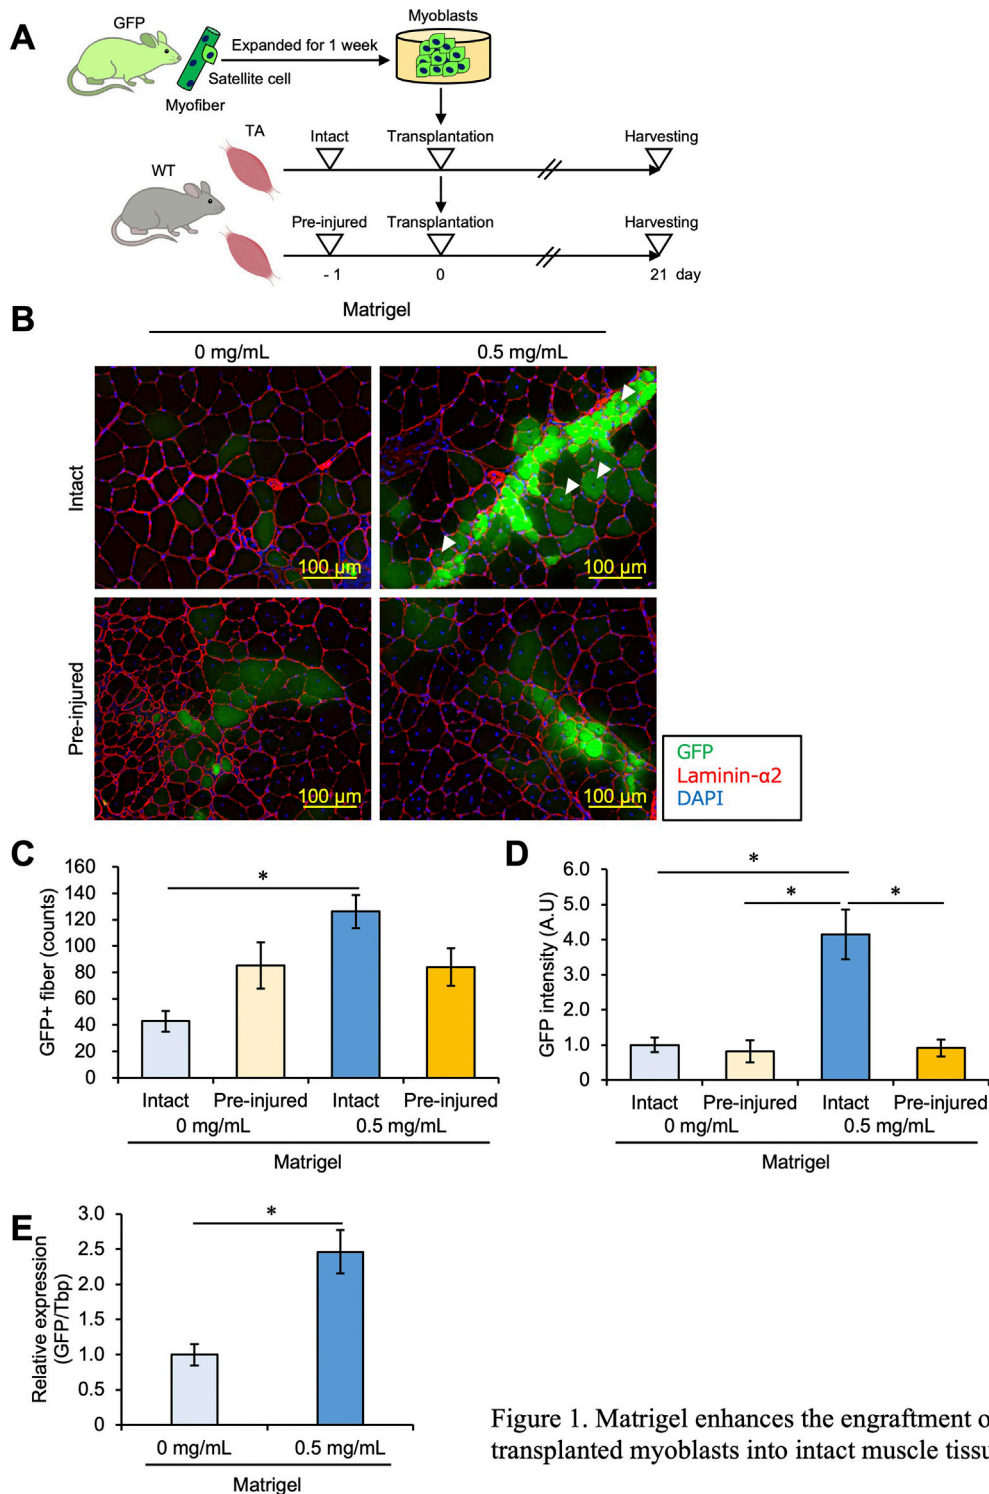 A
GFP
Expanded for 1 week
Myoblasts
Satellite cell
Myofiber
TA
Intact
Transplantation
Harvesting
WT
Pre-injured
Transplantation
Harvesting
- 1
0
21 day
B
Matrigel
0 mg/mL
0.5 mg/mL
Intact
100 μm
100 μm
Pre-injured
100 μm
100 μm
GFP
Laminin-α2
DAPI
C
GFP+ fiber (counts)
160
140
120
100
80
60
40
20
0
*
Intact
Pre-injured
Intact
Pre-injured
0 mg/mL
0.5 mg/mL
Matrigel
D
GFP intensity (A.U)
6.0
5.0
4.0
3.0
2.0
1.0
0
*
*
*
Intact
Pre-injured
Intact
Pre-injured
0 mg/mL
0.5 mg/mL
Matrigel
E
Relative expression
(GFP/Tbp)
3.0
2.5
2.0
1.5
1.0
0.5
0
*
0 mg/mL
0.5 mg/mL
Matrigel
Figure 1. Matrigel enhances the engraftment o
transplanted myoblasts into intact muscle tissu